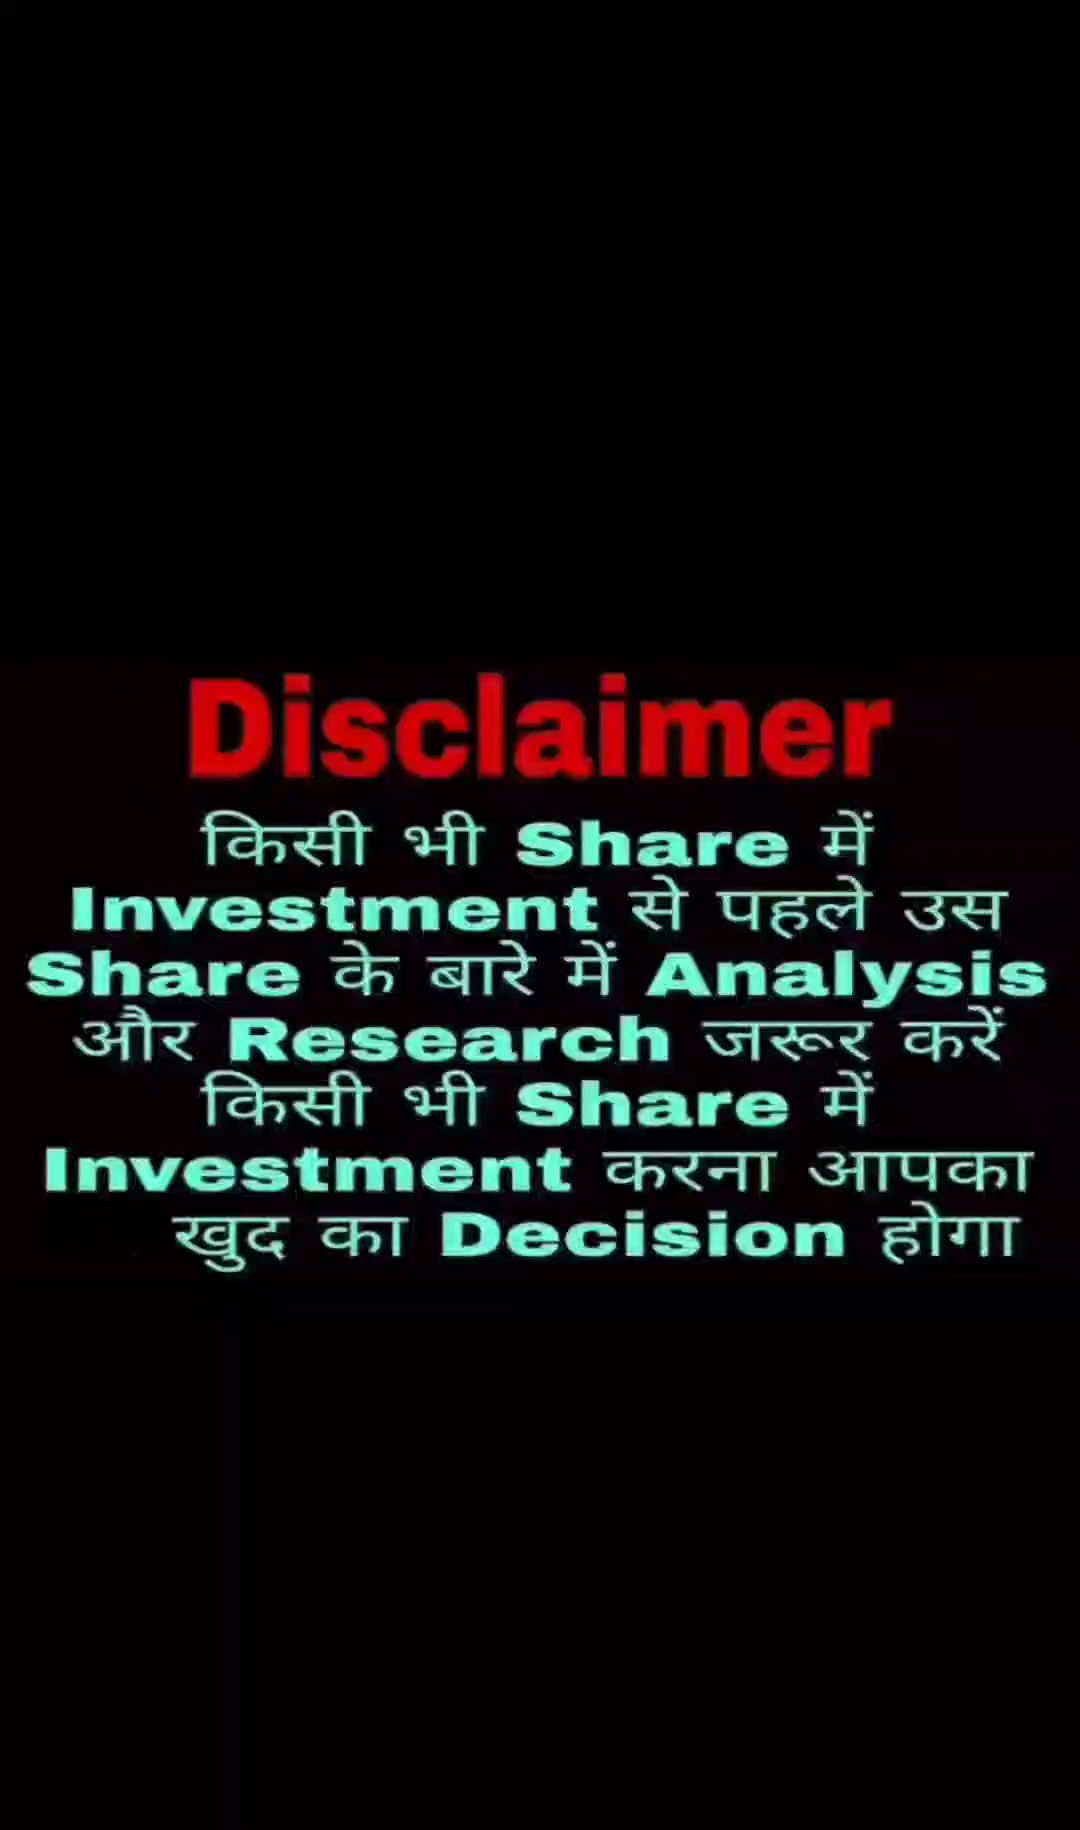 Disclaimer
किसी भी Share में
Investment से पहले उस
Share के बारे में Analysis
और Research जरूर करें
किसी भी Share में
Investment करना आपका
खुद का Decision होगा